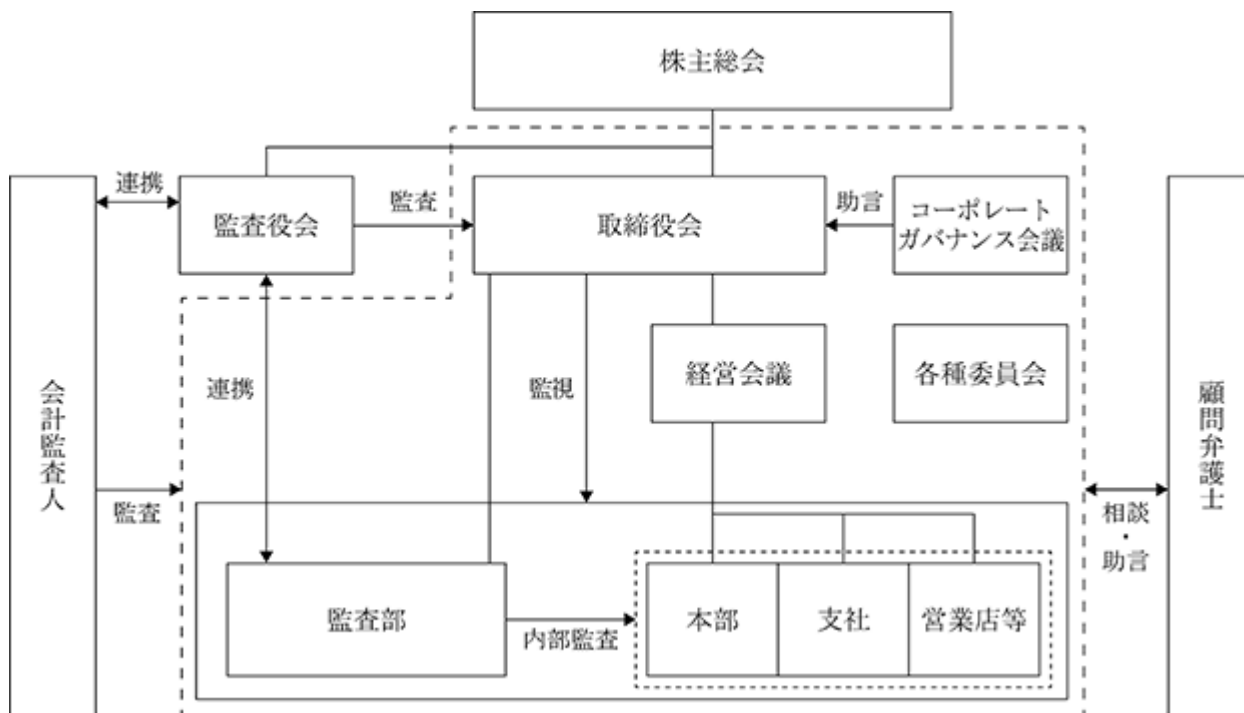 株主総会
連携
監査役会
監査
取締役会
助言
コーポレート
ガバナンス会議
経営会議
各種委員会
連携
監視
会計監査人
監査
顧問弁護士
相談
・
助言
監査部
内部監査
本部
支社
営業店等